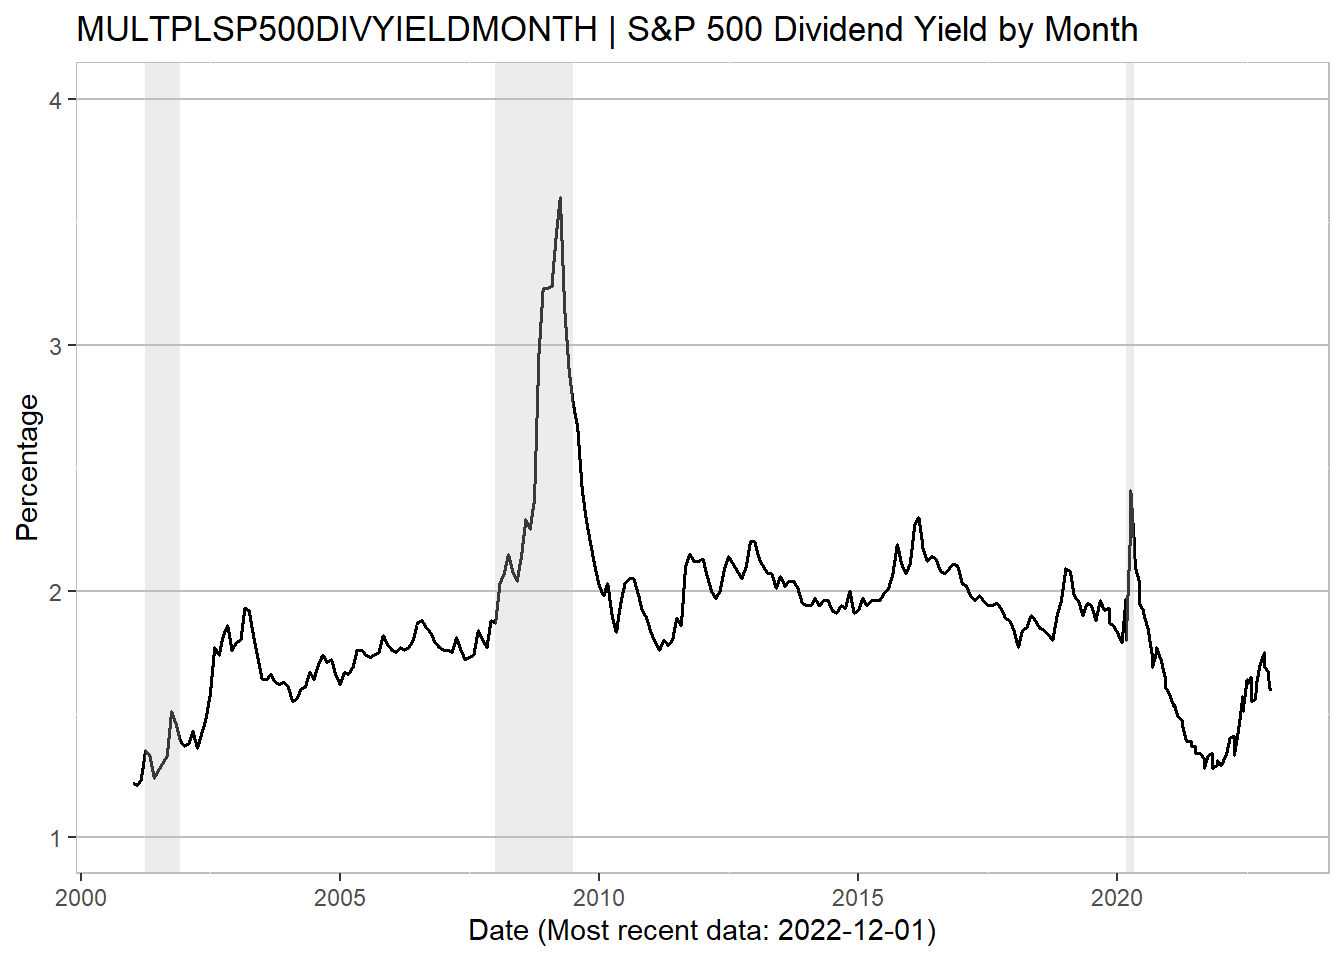 MULTPLSP500DIVYIELDMONTH | S&P 500 Dividend Yield by Month
Percentage
4
3
2
1
2000 2005 2010 2015 2020
Date (Most recent data: 2022-12-01)